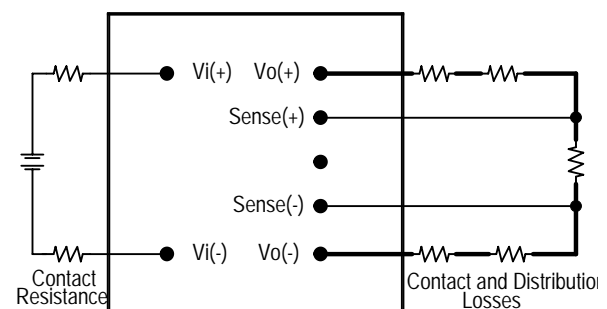 Vi(+) Vo(+)
Sense(+)
Sense(-)
Vi(-) Vo(-)
Contact
Resistance
Contact and Distribution
Losses